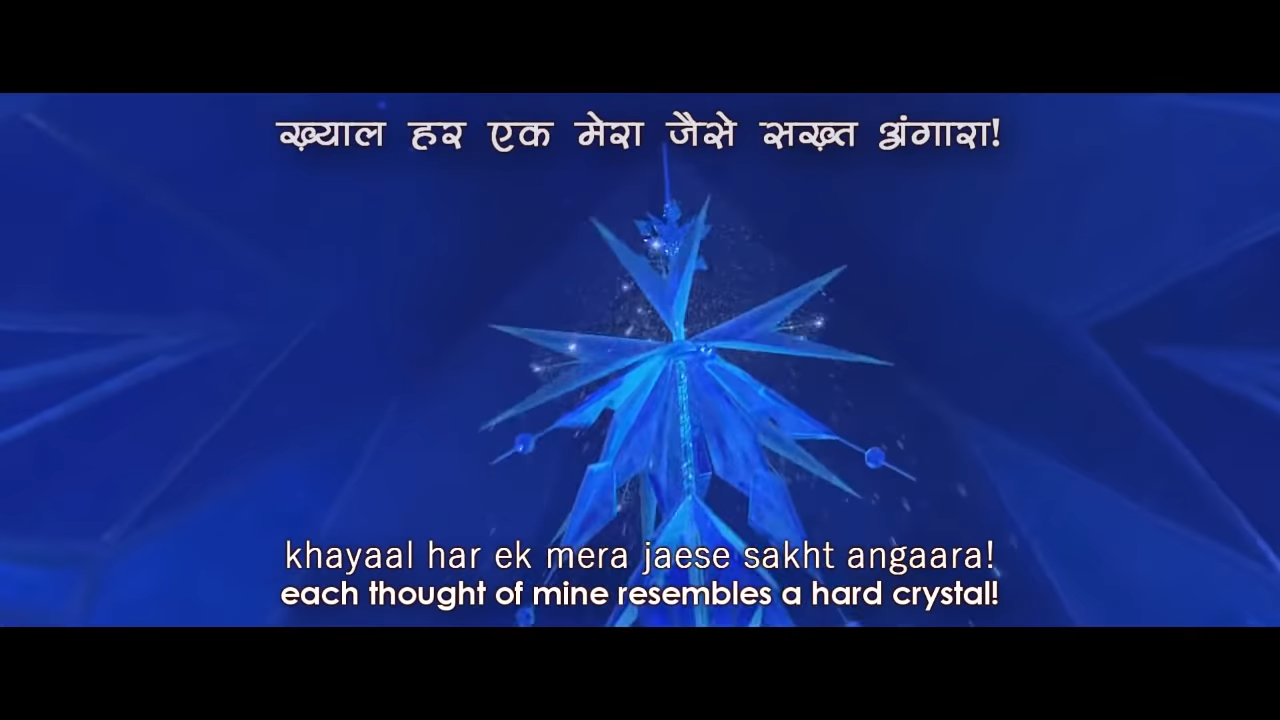 ख़्याल हर एक मेरा जैसे सख़्त अंगारा!
khayaal har ek mera jaese sakht angaara!
each thought of mine resembles a hard crystal!